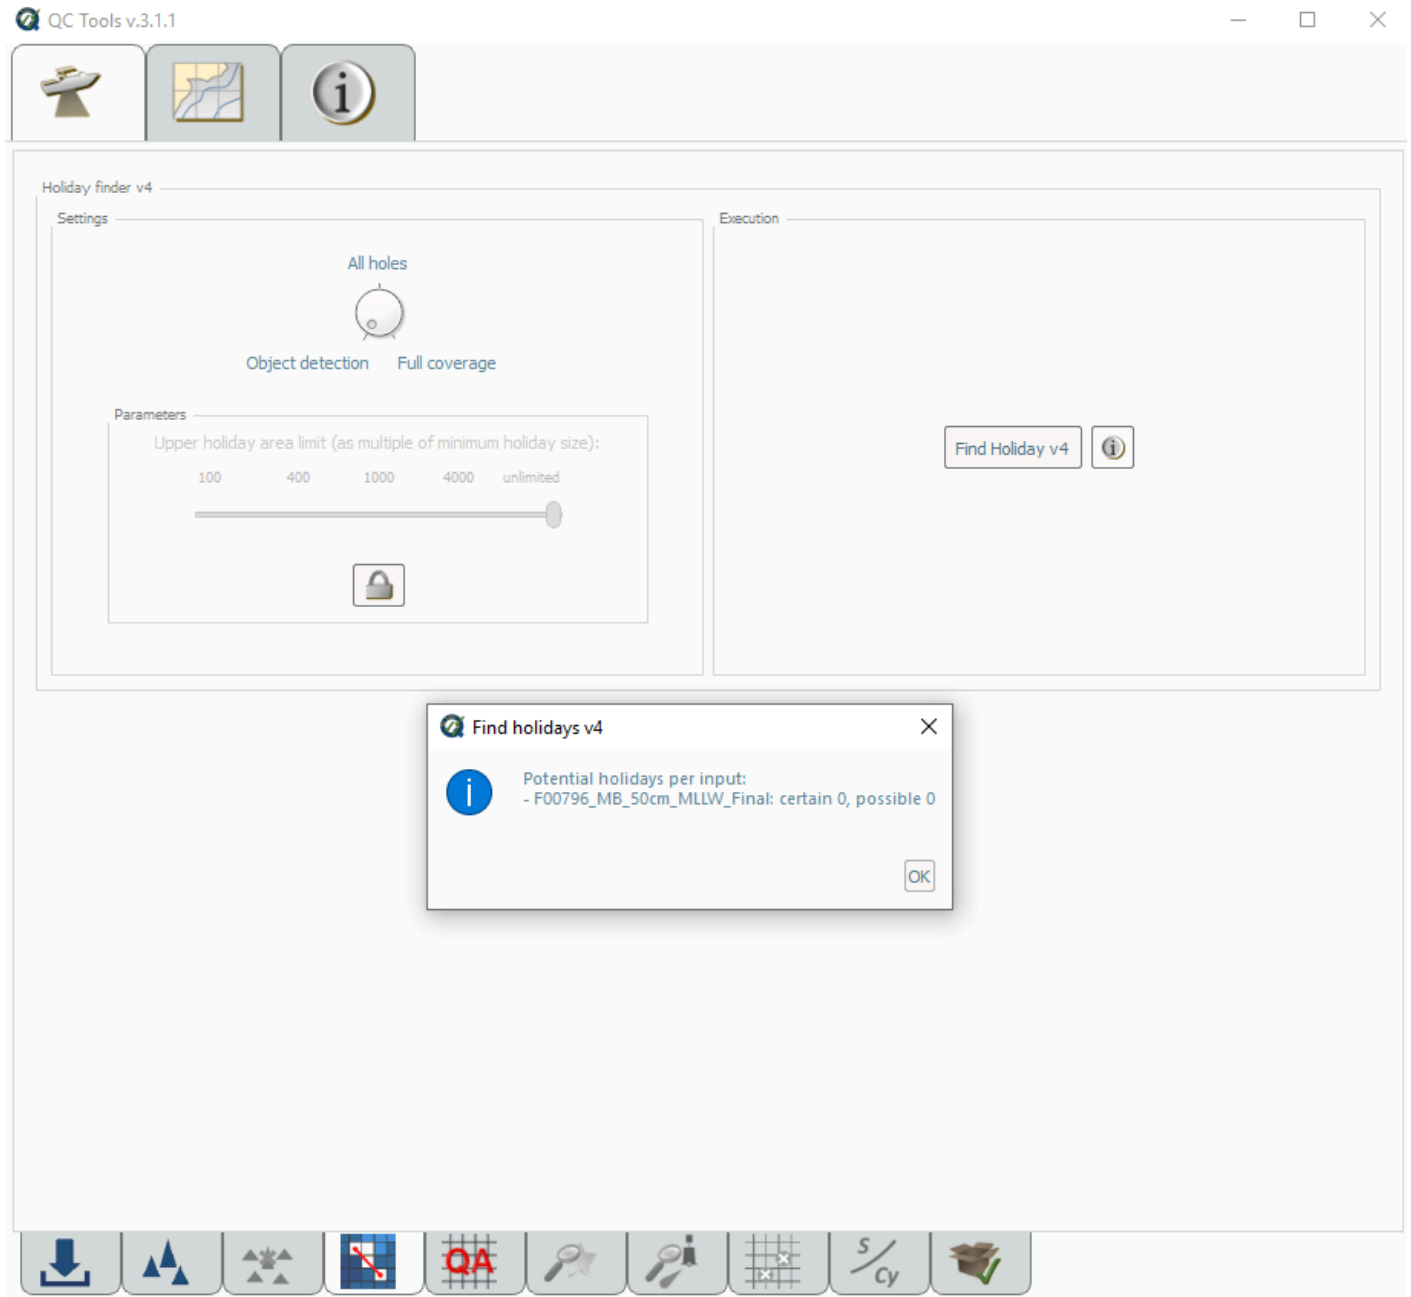 QC Tools v.3.1.1
i
Holiday finder v4
Settings
Execution
All holes
Object detection
Full coverage
Parameters
Upper holiday area limit (as multiple of minimum holiday size):
100 400 1000 4000 unlimited
Find Holiday v4
i
Find holidays v4
i
Potential holidays per input:
- F00796_MB_50cm_MLLW_Final: certain 0, possible 0
OK
QA
S/Cy